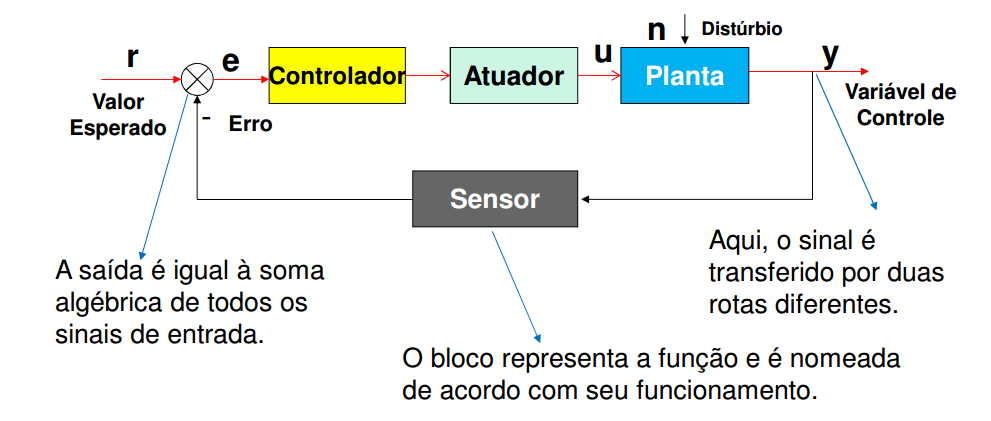 r
e
Controlador
Atuador
u
n
Distúrbio
Planta
y
Valor
Esperado
-
Erro
Variável de
Controle
Sensor
A saída é igual à soma
algébrica de todos os
sinais de entrada.
Aqui, o sinal é
transferido por duas
rotas diferentes.
O bloco representa a função e é nomeada
de acordo com seu funcionamento.